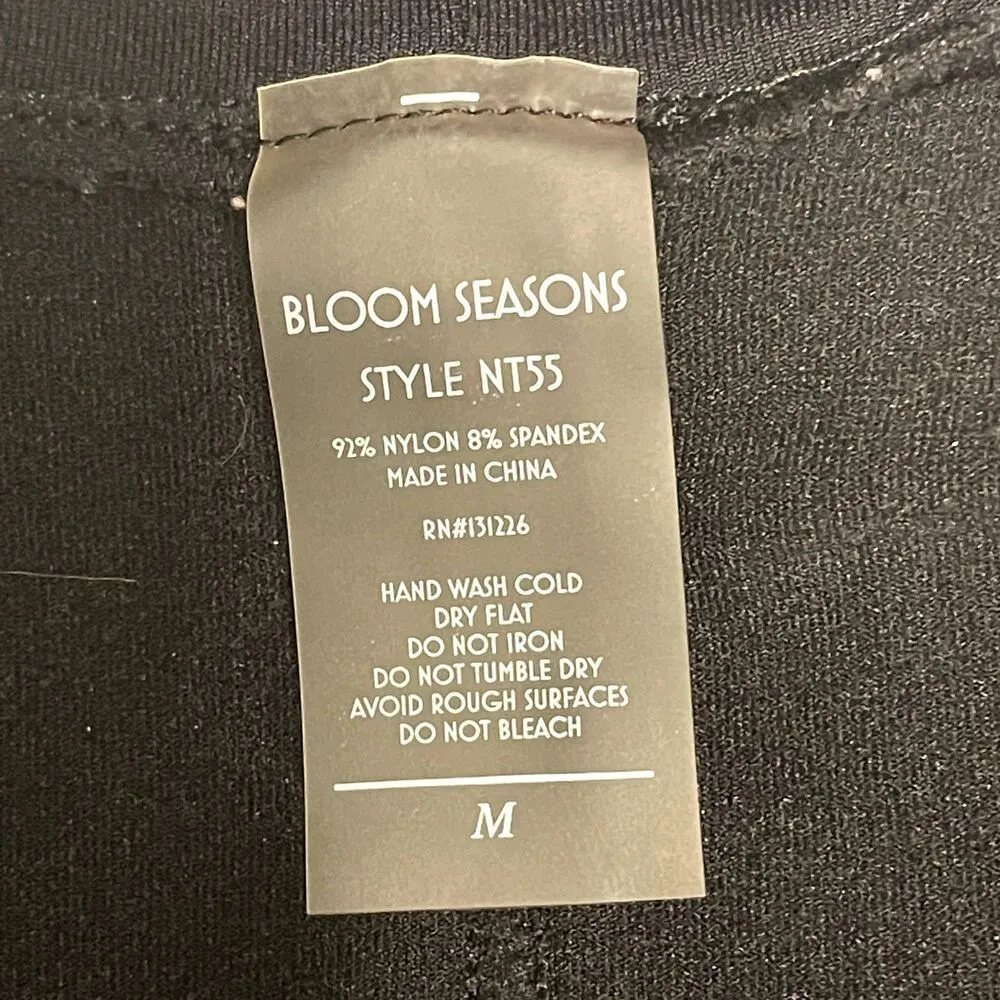 BLOOM SEASONS
STYLE NT55
92% NYLON 8% SPANDEX
MADE IN CHINA
RN#131226
HAND WASH COLD
DRY FLAT
DO NOT IRON
DO NOT TUMBLE DRY
AVOID ROUGH SURFACES
DO NOT BLEACH
M